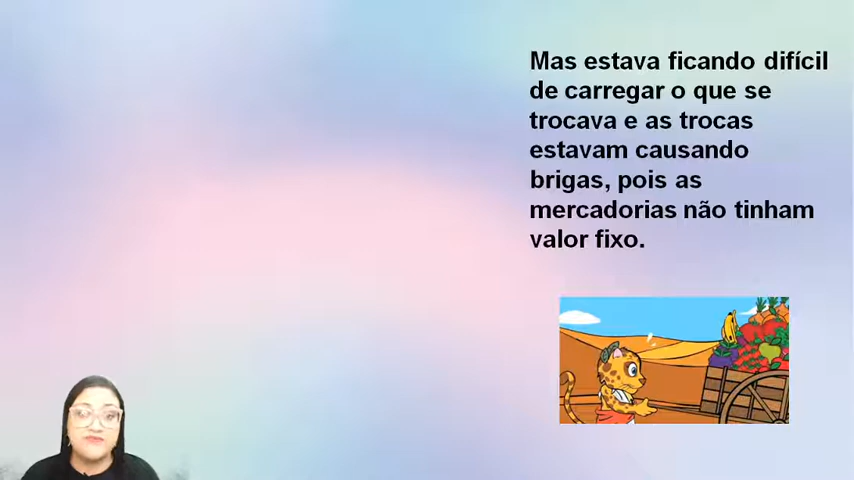 Mas estava ficando difícil
de carregar o que se
trocava e as trocas
estavam causando
brigas, pois as
mercadorias não tinham
valor fixo.